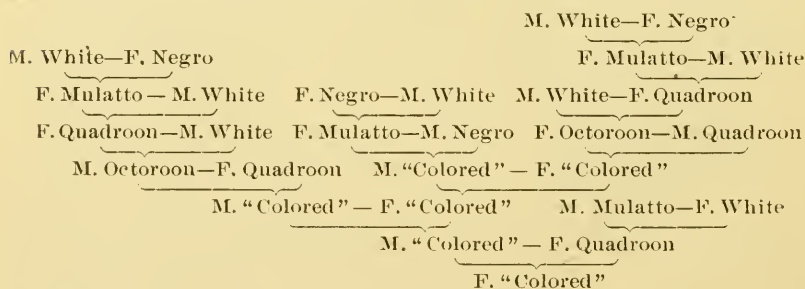 M. White—F. Negro
M. White—F. Negro F. Mulatto—M. White
F. Mulatto — M. White F. Negro—M. White M. White—F. Quadroon
F. Quadroon—M. White F. Mulatto—M. Negro F. Octoroon—M. Quadroon
M. Octoroon—F. Quadroon M. "Colored" — F. "Colored"
M. "Colored" — F. "Colored" M. Mulatto—F. White
M. "Colored" — F. Quadroon
F. "Colored"